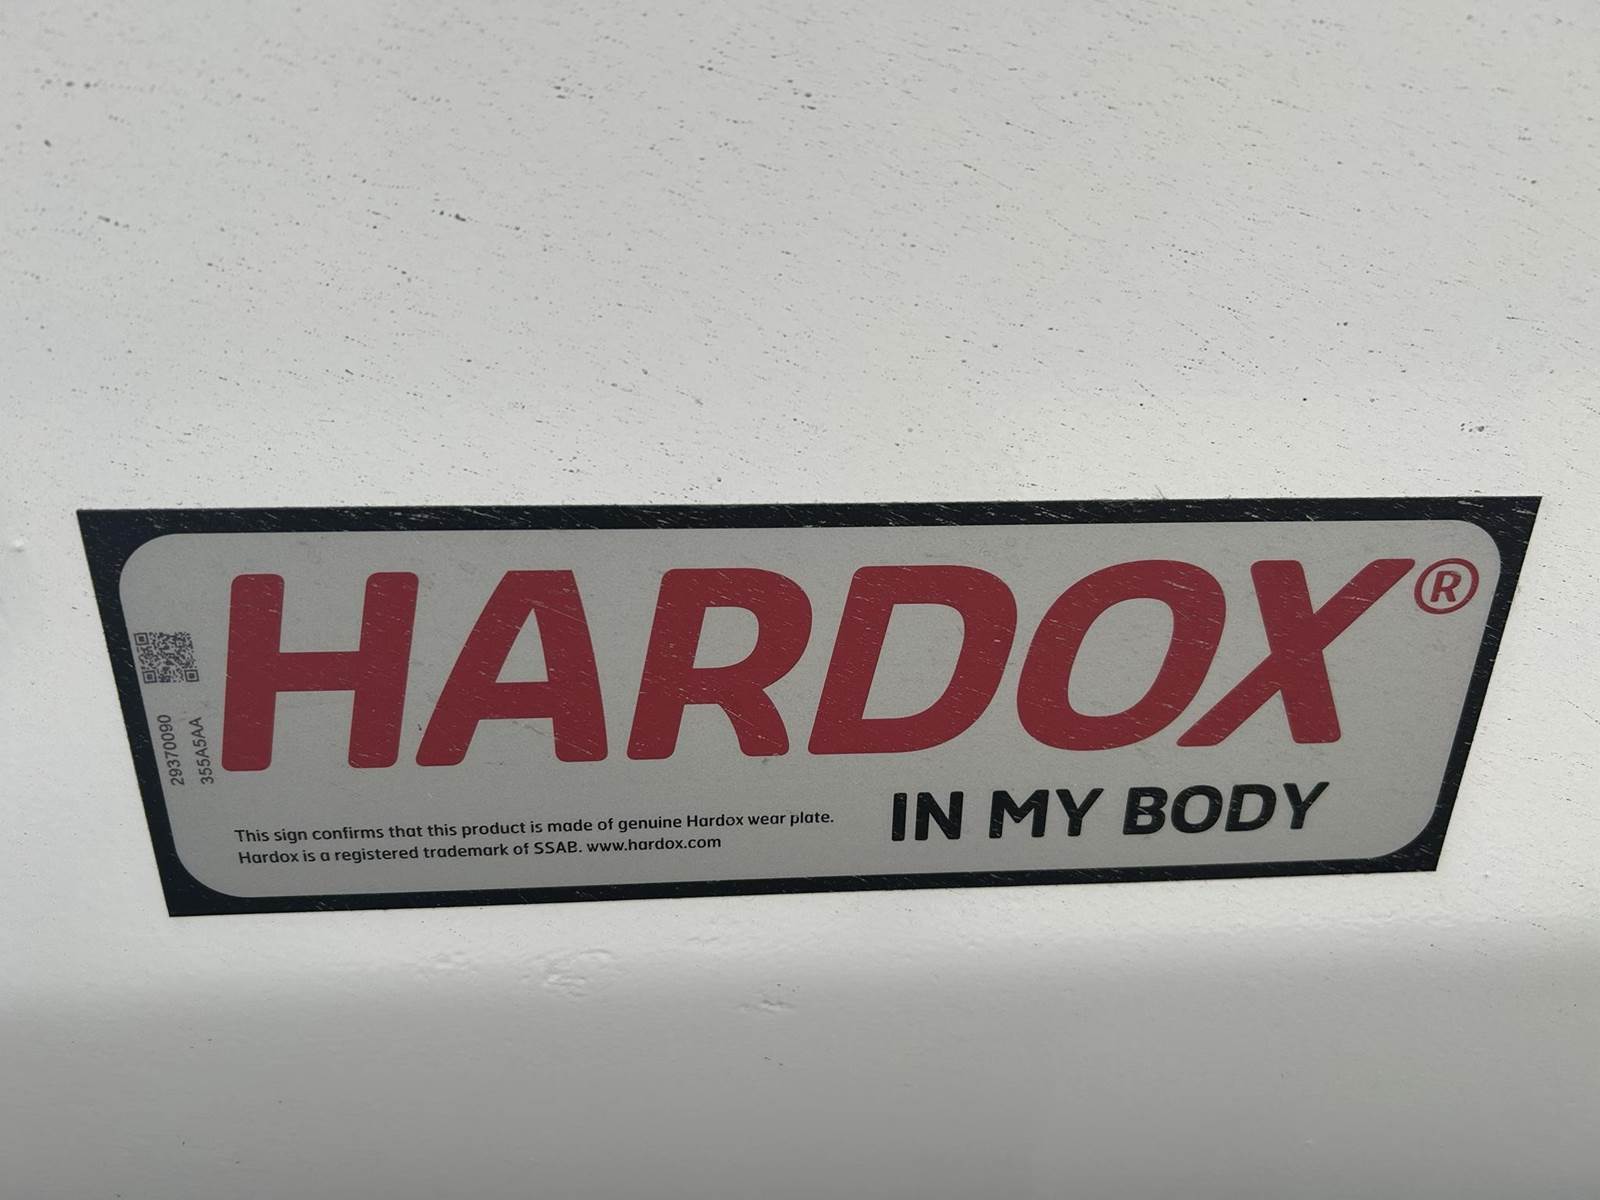 HARDOX®
IN MY BODY
This sign confirms that this product is made of genuine Hardox wear plate.
Hardox is a registered trademark of SSAB. www.hardox.com
29370090
355A5AA